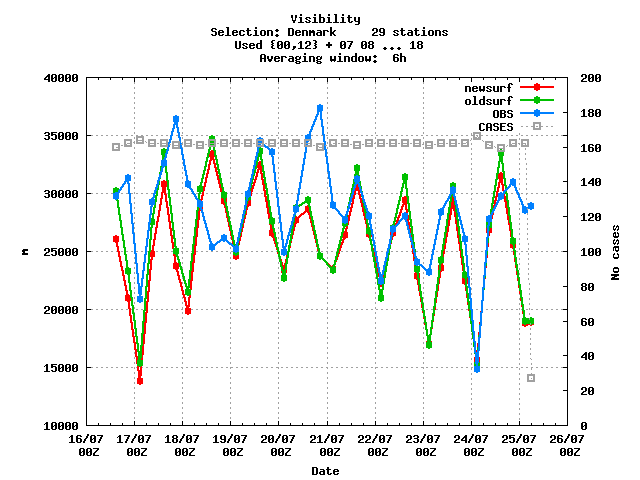 Visibility
Selection: Denmark     29 stations
Used {00,12} + 07 08 ... 18
Averaging window:  6h
newsurf
oldsurf
OBS
CASES
40000
35000
30000
25000
20000
15000
10000
m
200
180
160
140
120
100
80
60
40
20
0
No cases
16/07 17/07 18/07 19/07 20/07 21/07 22/07 23/07 24/07 25/07 26/07
00Z 00Z 00Z 00Z 00Z 00Z 00Z 00Z 00Z 00Z 00Z
Date